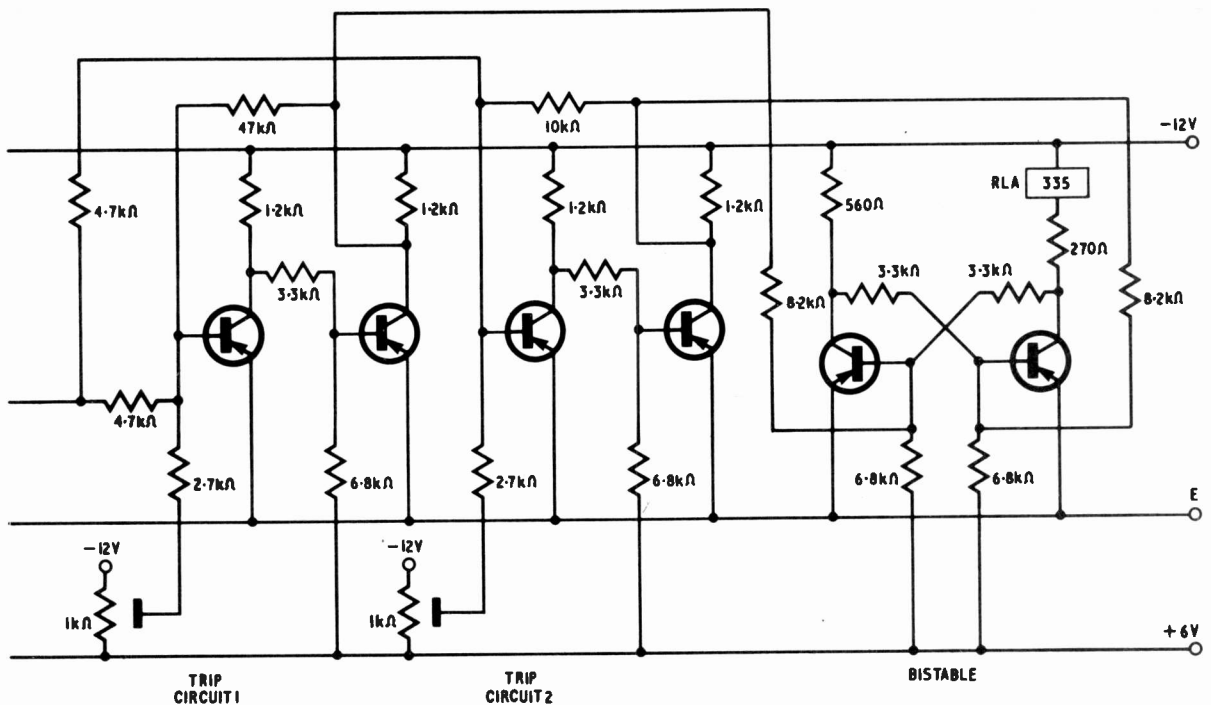 47kΩ
10kΩ
-12V
4·7kΩ
1·2kΩ
1·2kΩ
1·2kΩ
1·2kΩ
560Ω
RLA 335
270Ω
3·3kΩ
3·3kΩ
8·2kΩ
3·3kΩ
3·3kΩ
8·2kΩ
4·7kΩ
2·7kΩ
6·8kΩ
2·7kΩ
6·8kΩ
6·8kΩ
6·8kΩ
E
-12V
-12V
1kΩ
1kΩ
+6V
TRIP
CIRCUIT 1
TRIP
CIRCUIT 2
BISTABLE